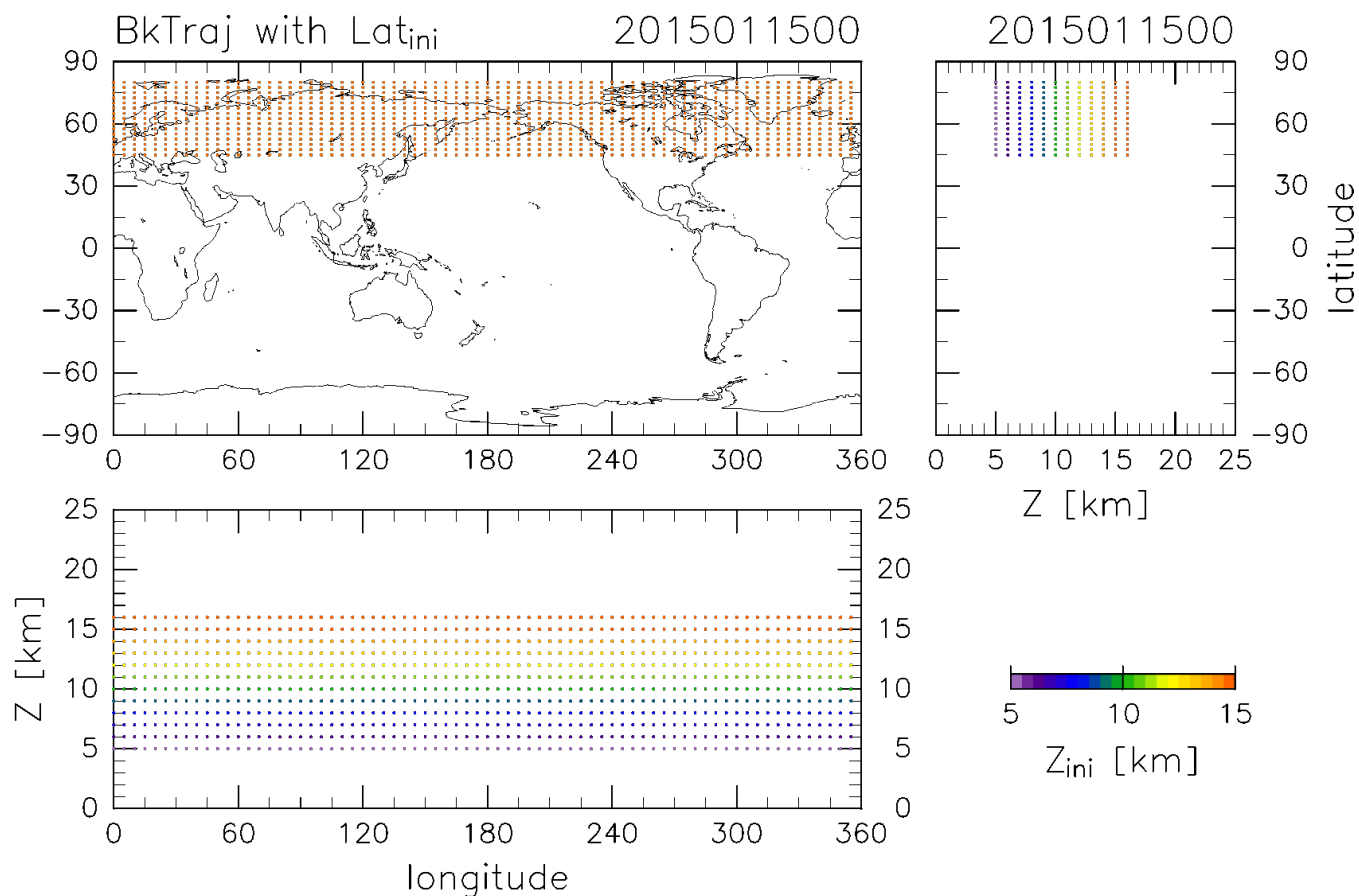 BkTraj with Lat_ini 2015011500 2015011500
90 90
60 60
30 30
0 0
−30 −30
−60 −60
−90 −90
latitude
0 60 120 180 240 300 360 0 5 10 15 20 25
Z [km]
25 25
20 20
15 15
10 10
5 5
0 0
Z [km]
0 60 120 180 240 300 360
longitude
5 10 15
Z_ini [km]